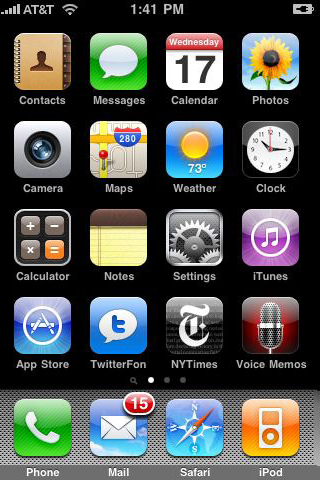 AT&T 1:41 PM
Wednesday
17
280
73°
Contacts Messages Calendar Photos
Camera Maps Weather Clock
Calculator Notes Settings iTunes
App Store TwitterFon NYTimes Voice Memos
15
Phone Mail Safari iPod